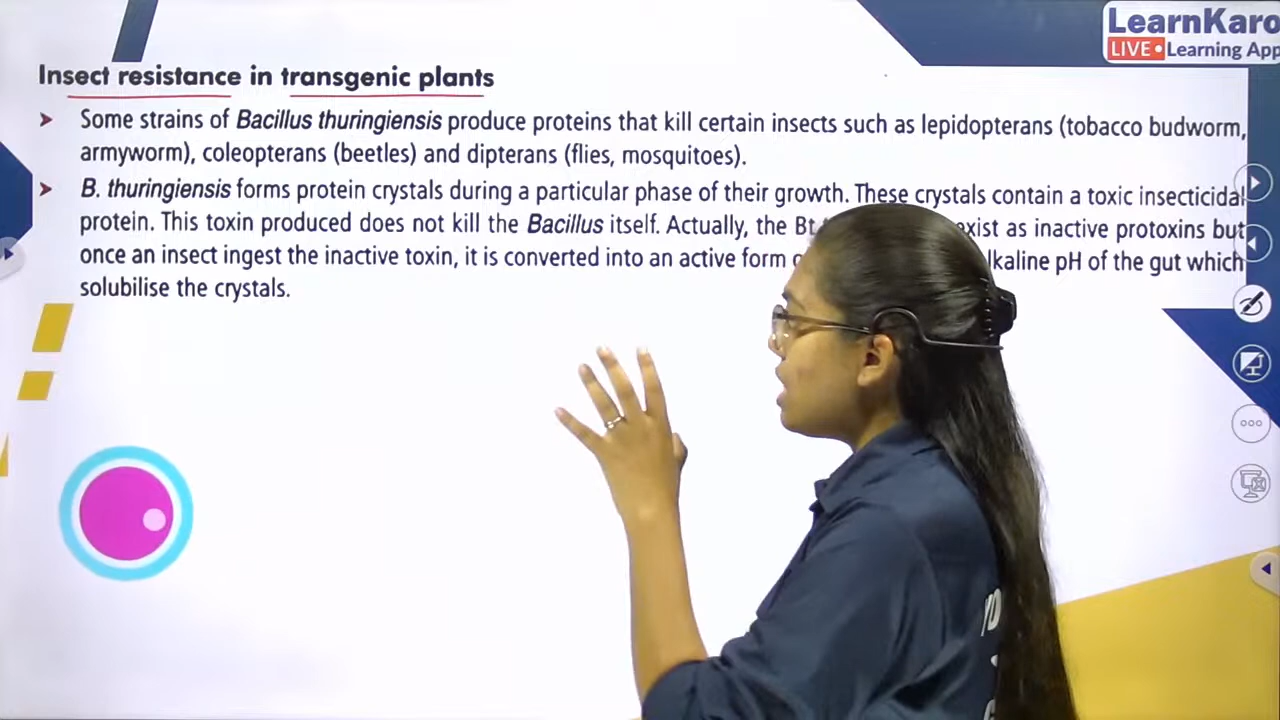 LearnKaro
LIVE • Learning App
Insect resistance in transgenic plants
Some strains of Bacillus thuringiensis produce proteins that kill certain insects such as lepidopterans (tobacco budworm,
armyworm), coleopterans (beetles) and dipterans (flies, mosquitoes).
B. thuringiensis forms protein crystals during a particular phase of their growth. These crystals contain a toxic insecticidal
protein. This toxin produced does not kill the Bacillus itself. Actually, the Bt exist as inactive protoxins but
once an insect ingest the inactive toxin, it is converted into an active form pH of the gut which
solubilise the crystals.